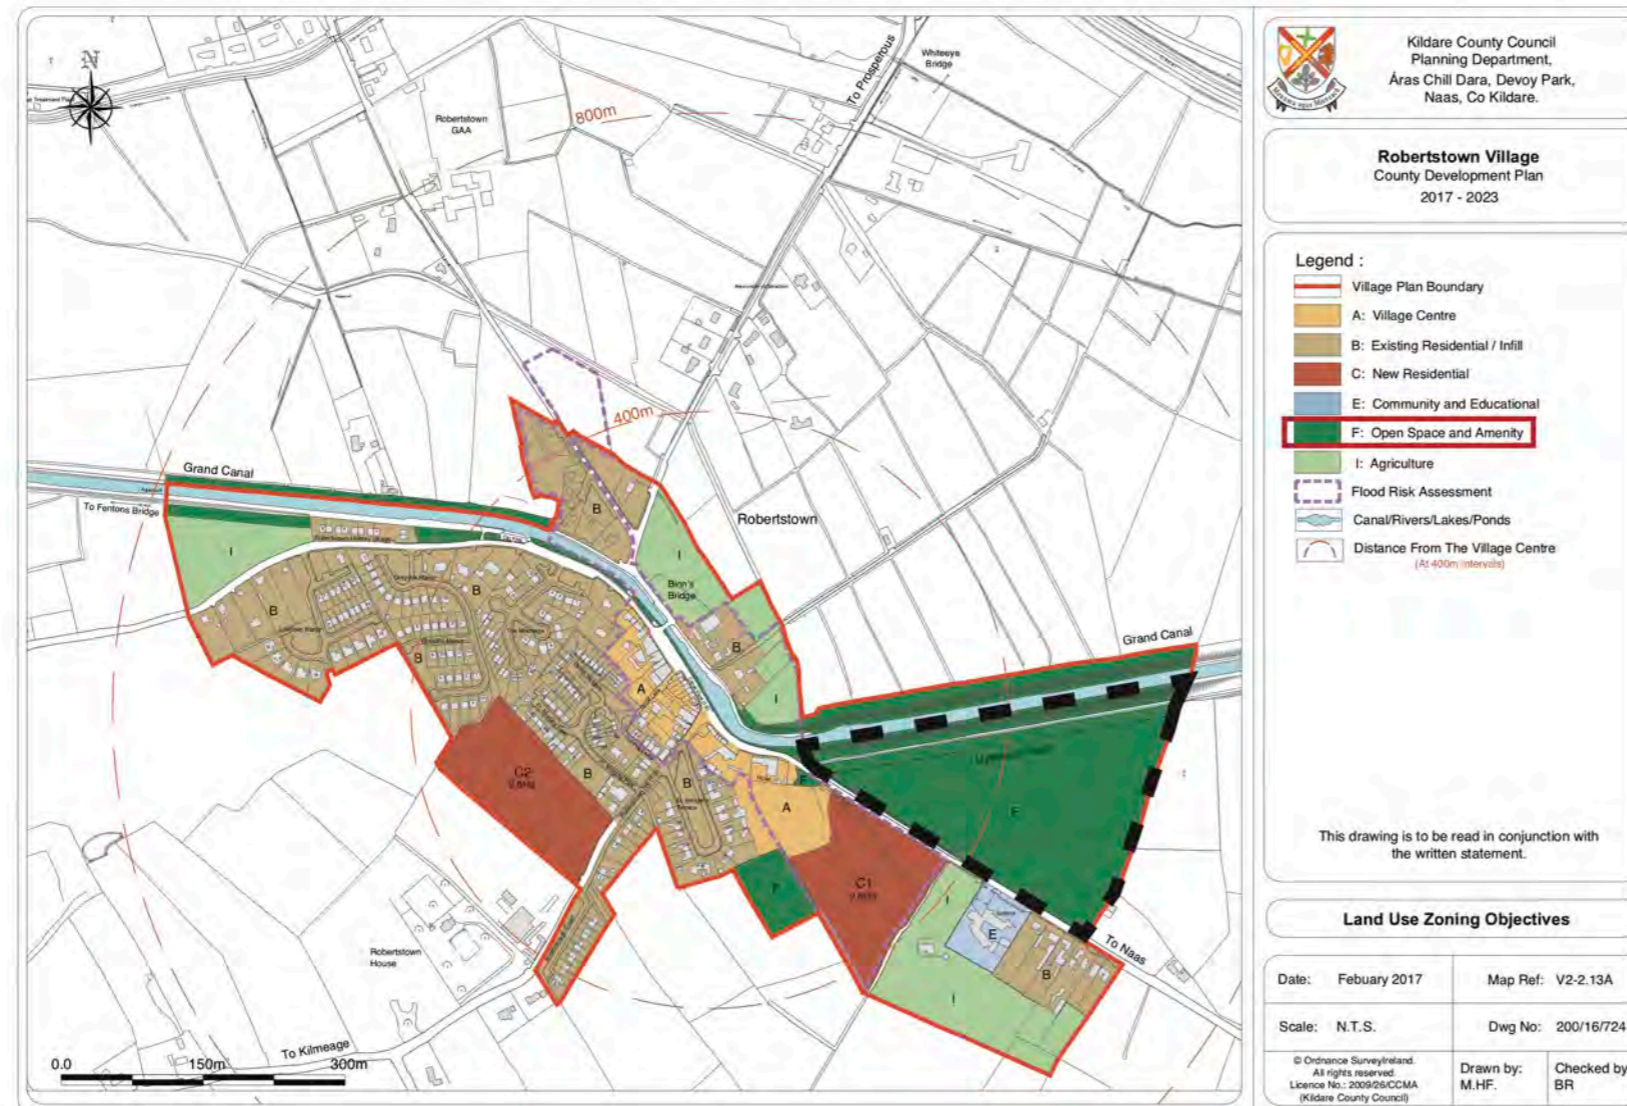 N
Robertstown
GAA
800m
To Prosperous
Whiteeye
Bridge
400m
Grand Canal
To Fentons Bridge
Robertstown
Binn's
Bridge
Grand Canal
I
B
B
B
B
I
B
I
A
B
B
C2
A
F
F
F
C1
I
E
B
I
Robertstown
House
To Naas
To Kilmeage
0.0 150m 300m
Kildare County Council
Planning Department,
Áras Chill Dara, Devoy Park,
Naas, Co Kildare.
Robertstown Village
County Development Plan
2017 - 2023
Legend :
Village Plan Boundary
A: Village Centre
B: Existing Residential / Infill
C: New Residential
E: Community and Educational
F: Open Space and Amenity
I: Agriculture
Flood Risk Assessment
Canal/Rivers/Lakes/Ponds
Distance From The Village Centre
(At 400m intervals)
This drawing is to be read in conjunction with
the written statement.
Land Use Zoning Objectives
Date: Febuary 2017 Map Ref: V2-2.13A
Scale: N.T.S. Dwg No: 200/16/724
© Ordnance SurveyIreland.
All rights reserved.
Licence No.: 2009/26/CCMA
(Kildare County Council)
Drawn by:
M.HF.
Checked by
BR